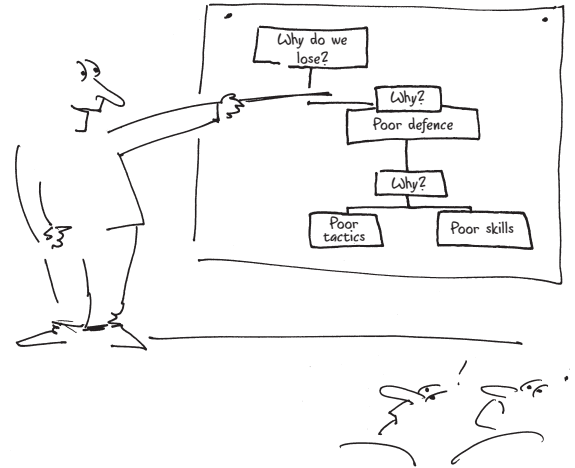 Why do we
lose?
Why?
Poor defence
Why?
Poor
tactics
Poor skills
!